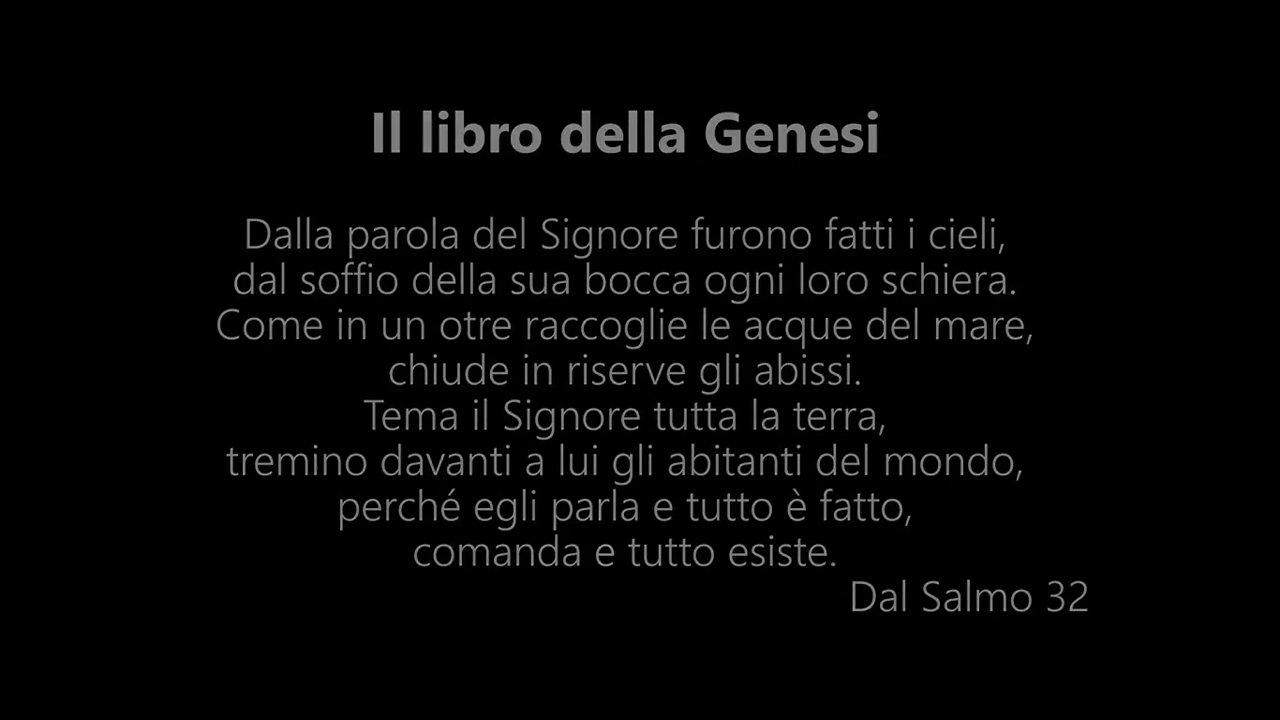 Il libro della Genesi
Dalla parola del Signore furono fatti i cieli,
dal soffio della sua bocca ogni loro schiera.
Come in un otre raccoglie le acque del mare,
chiude in riserve gli abissi.
Tema il Signore tutta la terra,
tremino davanti a lui gli abitanti del mondo,
perché egli parla e tutto è fatto,
comanda e tutto esiste.
Dal Salmo 32